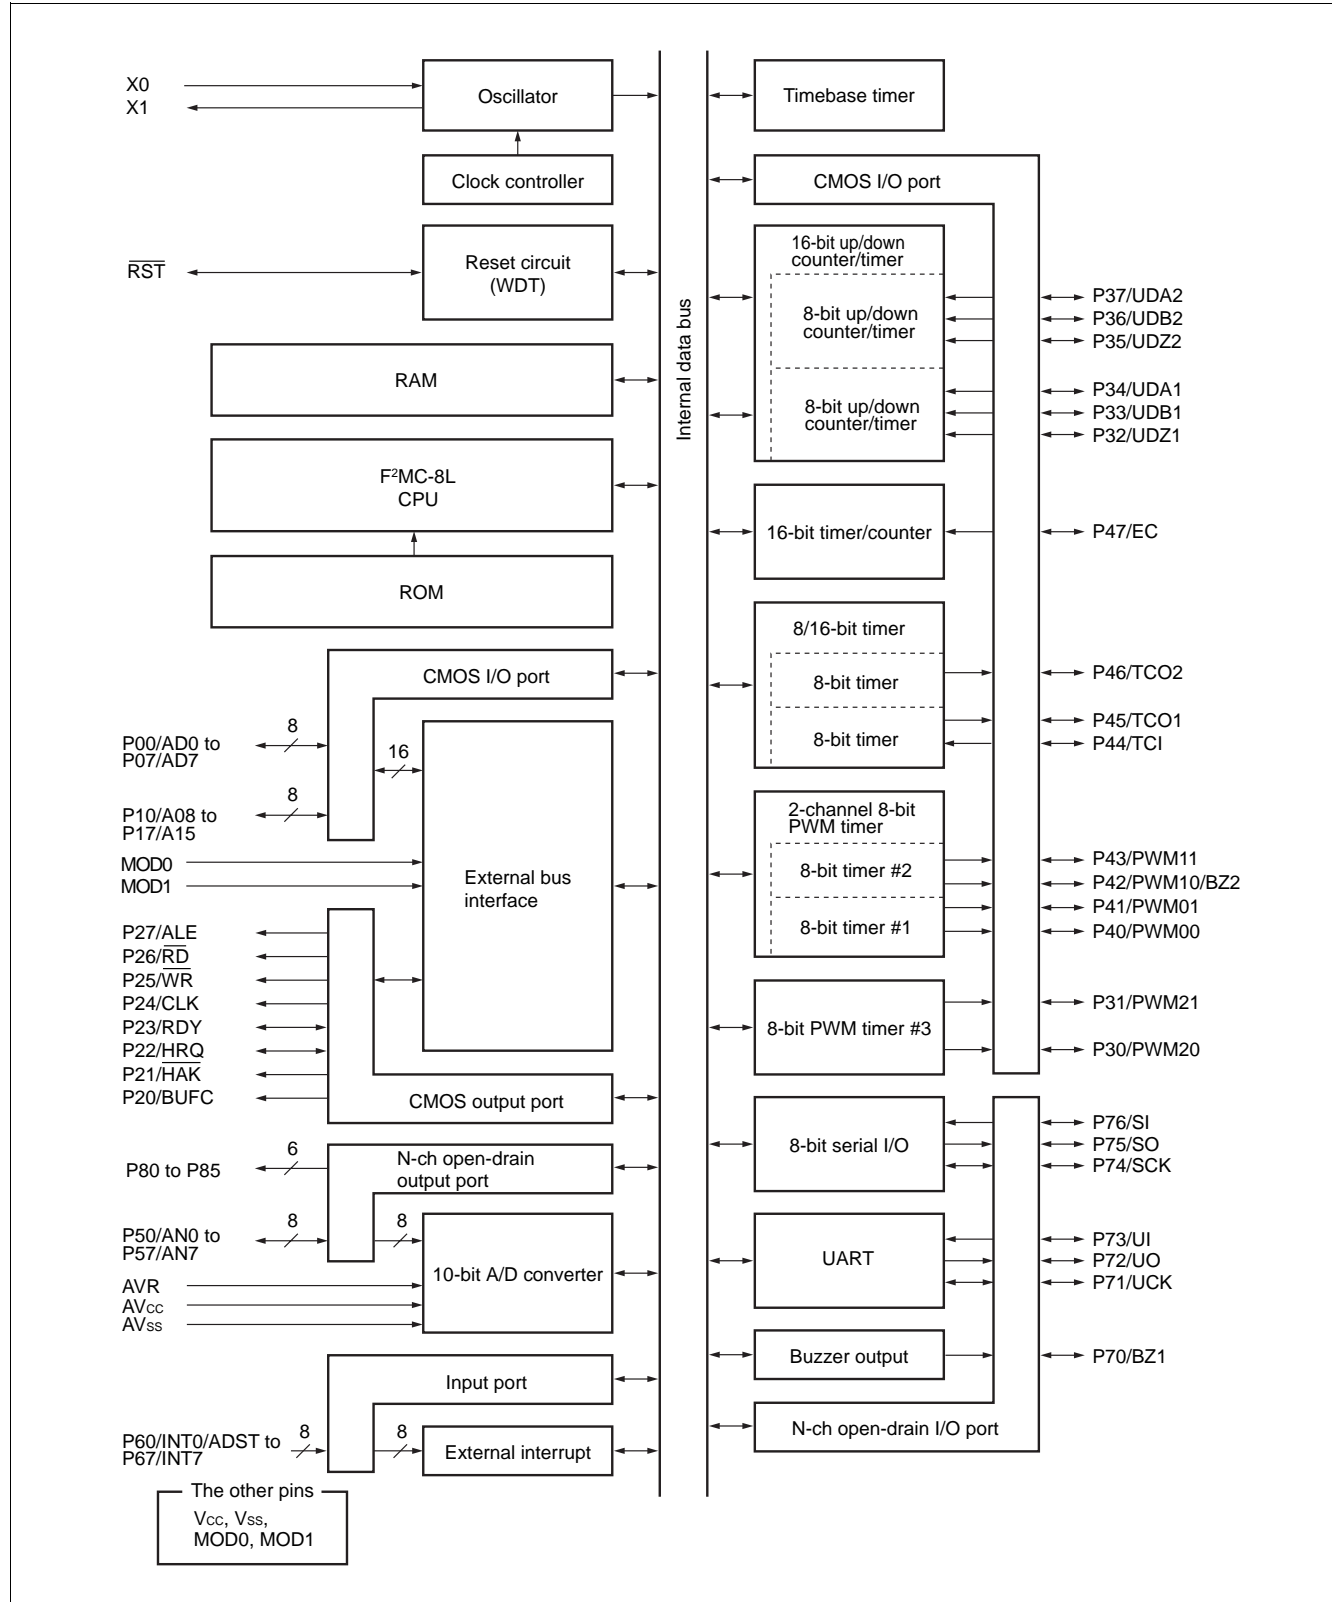 X0
X1
Oscillator
Clock controller
RST
Reset circuit
(WDT)
RAM
F²MC-8L
CPU
ROM
CMOS I/O port
P00/AD0 to
P07/AD7
8
16
P10/A08 to
P17/A15
8
MOD0
MOD1
External bus
interface
P27/ALE
P26/RD
P25/WR
P24/CLK
P23/RDY
P22/HRQ
P21/HAK
P20/BUFC
CMOS output port
P80 to P85
6
N-ch open-drain
output port
P50/AN0 to
P57/AN7
8
8
10-bit A/D converter
AVR
AVCC
AVSS
Input port
P60/INT0/ADST to
P67/INT7
8
8
External interrupt
The other pins
VCC, VSS,
MOD0, MOD1
Internal data bus
Timebase timer
CMOS I/O port
16-bit up/down
counter/timer
8-bit up/down
counter/timer
8-bit up/down
counter/timer
P37/UDA2
P36/UDB2
P35/UDZ2
P34/UDA1
P33/UDB1
P32/UDZ1
16-bit timer/counter
P47/EC
8/16-bit timer
8-bit timer
8-bit timer
P46/TCO2
P45/TCO1
P44/TCI
2-channel 8-bit
PWM timer
8-bit timer #2
8-bit timer #1
P43/PWM11
P42/PWM10/BZ2
P41/PWM01
P40/PWM00
8-bit PWM timer #3
P31/PWM21
P30/PWM20
8-bit serial I/O
P76/SI
P75/SO
P74/SCK
UART
P73/UI
P72/UO
P71/UCK
Buzzer output
P70/BZ1
N-ch open-drain I/O port